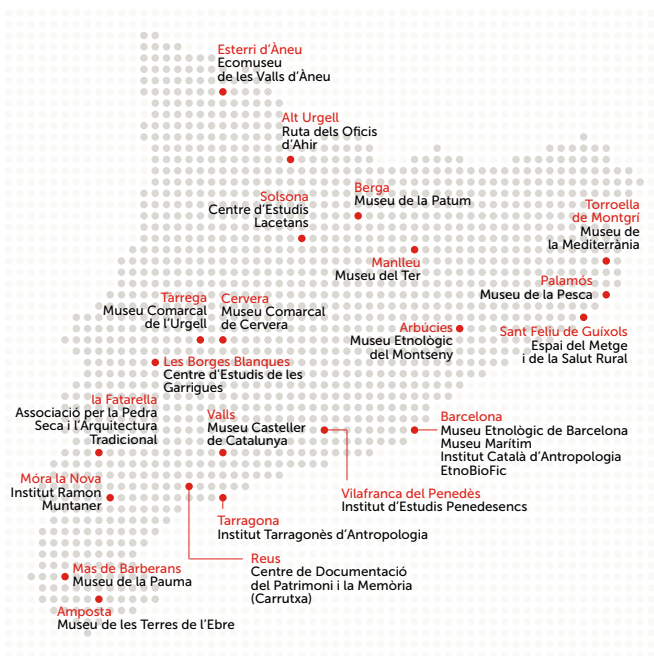 Esterri d'Àneu
Ecomuseu
de les Valls d'Àneu
Alt Urgell
Ruta dels Oficis
d'Ahir
Berga
Museu de la Patum
Solsona
Centre d'Estudis
Lacetans
Torroella
de Montgrí
Museu de
la Mediterrània
Manlleu
Museu del Ter
Palamós
Museu de la Pesca
Tàrrega
Museu Comarcal
de l'Urgell
Cervera
Museu Comarcal
de Cervera
Arbúcies
Museu Etnològic
del Montseny
Sant Feliu de Guíxols
Espai del Metge
i de la Salut Rural
Les Borges Blanques
Centre d'Estudis de les
Garrigues
la Fatarella
Associació per la Pedra
Seca i l'Arquitectura
Tradicional
Valls
Museu Casteller
de Catalunya
Barcelona
Museu Etnològic de Barcelona
Museu Marítim
Institut Català d'Antropologia
EtnoBioFic
Móra la Nova
Institut Ramon
Muntaner
Vilafranca del Penedès
Institut d'Estudis Penedesencs
Tarragona
Institut Tarragonès d'Antropologia
Reus
Centre de Documentació
del Patrimoni i la Memòria
(Carrutxa)
Mas de Barberans
Museu de la Pauma
Amposta
Museu de les Terres de l'Ebre